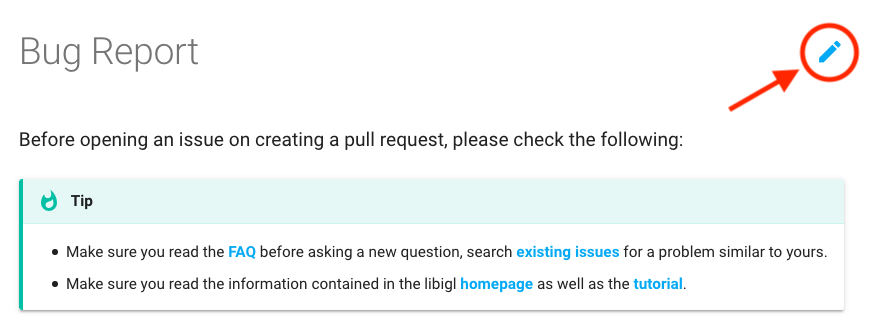 Bug Report
Before opening an issue on creating a pull request, please check the following:
Tip
Make sure you read the FAQ before asking a new question, search existing issues for a problem similar to yours.
Make sure you read the information contained in the libigl homepage as well as the tutorial.